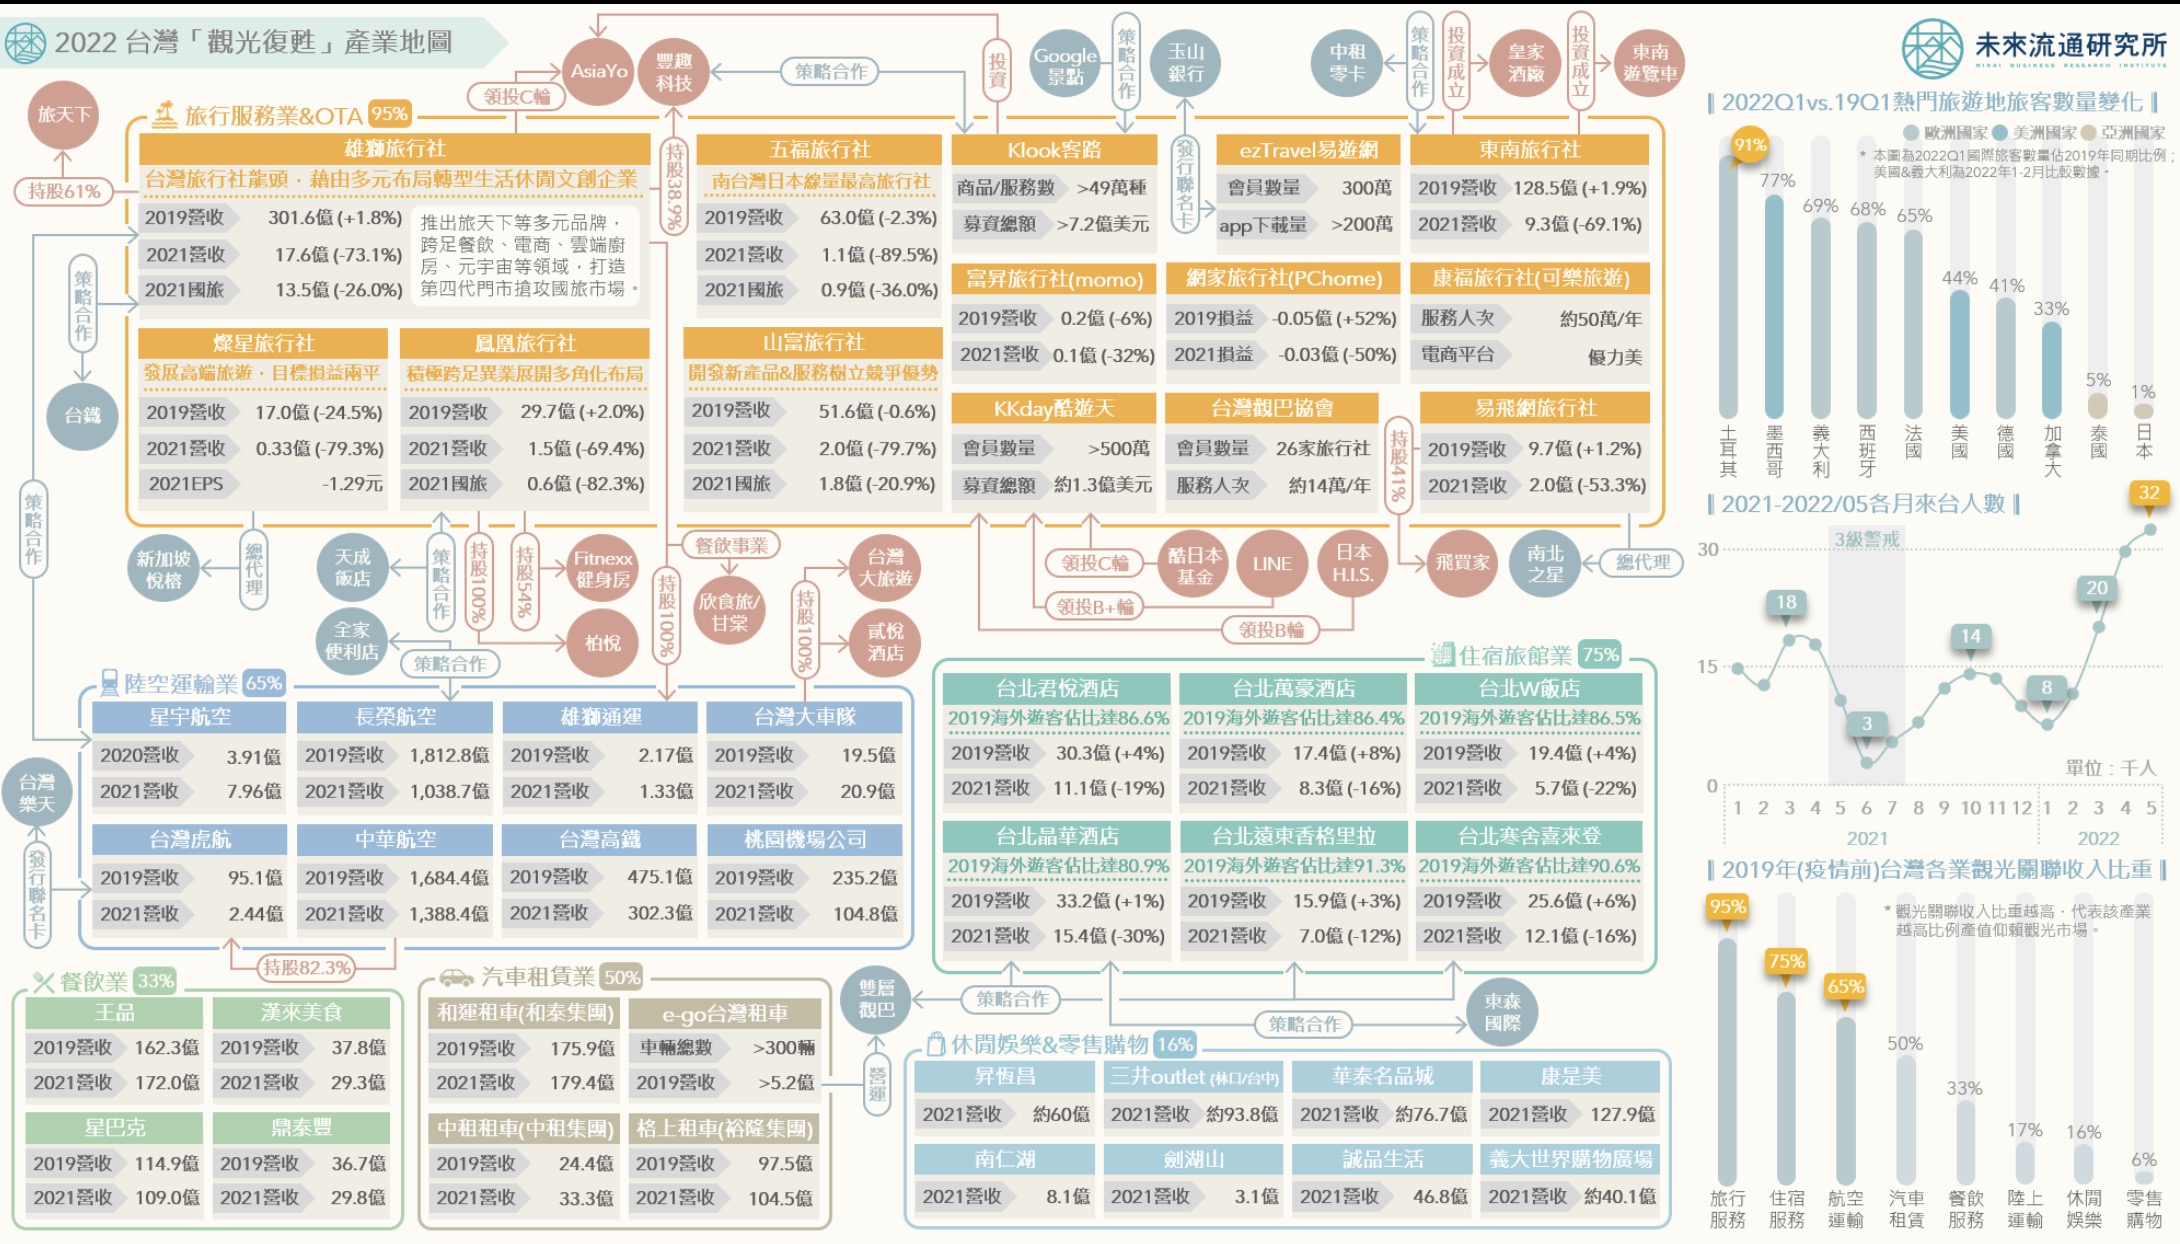 2022 台灣「觀光復甦」產業地圖
未來流通研究所
MIRAI BUSINESS RESEARCH INSTITUTE
旅天下
持股61%
AsiaYo
豐趣
科技
領投C輪
策略合作
投資
Google
景點
策略合作
玉山
銀行
發行聯名卡
中租
零卡
策略合作
投資成立
皇家
酒廠
投資成立
東南
遊覽車
旅行服務業&OTA 95%
雄獅旅行社
台灣旅行社龍頭，藉由多元布局轉型生活休閒文創企業
2019營收 301.6億 (+1.8%)
2021營收 17.6億 (-73.1%)
2021國旅 13.5億 (-26.0%)
推出旅天下等多元品牌，
跨足餐飲、電商、雲端廚
房、元宇宙等領域，打造
第四代門市搶攻國旅市場。
持股38.9%
五福旅行社
南台灣日本線量最高旅行社
2019營收 63.0億 (-2.3%)
2021營收 1.1億 (-89.5%)
2021國旅 0.9億 (-36.0%)
Klook客路
商品/服務數 >49萬種
募資總額 >7.2億美元
ezTravel易遊網
會員數量 300萬
app下載量 >200萬
東南旅行社
2019營收 128.5億 (+1.9%)
2021營收 9.3億 (-69.1%)
富昇旅行社(momo)
2019營收 0.2億 (-6%)
2021營收 0.1億 (-32%)
網家旅行社(PChome)
2019損益 -0.05億 (+52%)
2021損益 -0.03億 (-50%)
康福旅行社(可樂旅遊)
服務人次 約50萬/年
電商平台 優力美
燦星旅行社
發展高端旅遊，目標損益兩平
2019營收 17.0億 (-24.5%)
2021營收 0.33億 (-79.3%)
2021EPS -1.29元
鳳凰旅行社
積極跨足異業展開多角化布局
2019營收 29.7億 (+2.0%)
2021營收 1.5億 (-69.4%)
2021國旅 0.6億 (-82.3%)
山富旅行社
開發新產品&服務樹立競爭優勢
2019營收 51.6億 (-0.6%)
2021營收 2.0億 (-79.7%)
2021國旅 1.8億 (-20.9%)
KKday酷遊天
會員數量 >500萬
募資總額 約1.3億美元
台灣觀巴協會
會員數量 26家旅行社
服務人次 約14萬/年
持股41%
易飛網旅行社
2019營收 9.7億 (+1.2%)
2021營收 2.0億 (-53.3%)
策略合作
台鐵
策略合作
新加坡
悅榕
總代理
天成
飯店
策略合作
全家
便利店
策略合作
持股100%
持股54%
Fitnexx
健身房
柏悅
持股100%
餐飲事業
欣食旅/
甘棠
持股100%
台灣
大旅遊
貳悅
酒店
領投C輪
酷日本
基金
LINE
日本
H.I.S.
領投B+輪
領投B輪
飛買家
南北
之星
總代理
陸空運輸業 65%
星宇航空
2020營收 3.91億
2021營收 7.96億
長榮航空
2019營收 1,812.8億
2021營收 1,038.7億
雄獅通運
2019營收 2.17億
2021營收 1.33億
台灣大車隊
2019營收 19.5億
2021營收 20.9億
台灣虎航
2019營收 95.1億
2021營收 2.44億
中華航空
2019營收 1,684.4億
2021營收 1,388.4億
台灣高鐵
2019營收 475.1億
2021營收 302.3億
桃園機場公司
2019營收 235.2億
2021營收 104.8億
台灣
樂天
發行聯名卡
持股82.3%
住宿旅館業 75%
台北君悅酒店
2019海外遊客佔比達86.6%
2019營收 30.3億 (+4%)
2021營收 11.1億 (-19%)
台北萬豪酒店
2019海外遊客佔比達86.4%
2019營收 17.4億 (+8%)
2021營收 8.3億 (-16%)
台北W飯店
2019海外遊客佔比達86.5%
2019營收 19.4億 (+4%)
2021營收 5.7億 (-22%)
台北晶華酒店
2019海外遊客佔比達80.9%
2019營收 33.2億 (+1%)
2021營收 15.4億 (-30%)
台北遠東香格里拉
2019海外遊客佔比達91.3%
2019營收 15.9億 (+3%)
2021營收 7.0億 (-12%)
台北寒舍喜來登
2019海外遊客佔比達90.6%
2019營收 25.6億 (+6%)
2021營收 12.1億 (-16%)
雙層
觀巴
策略合作
策略合作
東森
國際
營運
餐飲業 33%
王品
2019營收 162.3億
2021營收 172.0億
漢來美食
2019營收 37.8億
2021營收 29.3億
星巴克
2019營收 114.9億
2021營收 109.0億
鼎泰豐
2019營收 36.7億
2021營收 29.8億
汽車租賃業 50%
和運租車(和泰集團)
2019營收 175.9億
2021營收 179.4億
e-go台灣租車
車輛總數 >300輛
2019營收 >5.2億
中租租車(中租集團)
2019營收 24.4億
2021營收 33.3億
格上租車(裕隆集團)
2019營收 97.5億
2021營收 104.5億
休閒娛樂&零售購物 16%
昇恆昌
2021營收 約60億
三井outlet (林口/台中)
2021營收 約93.8億
華泰名品城
2021營收 約76.7億
康是美
2021營收 127.9億
南仁湖
2021營收 8.1億
劍湖山
2021營收 3.1億
誠品生活
2021營收 46.8億
義大世界購物廣場
2021營收 約40.1億
2022Q1vs.19Q1熱門旅遊地旅客數量變化
歐洲國家 美洲國家 亞洲國家
* 本圖為2022Q1國際旅客數量佔2019年同期比例；
美國&義大利為2022年1-2月比較數據。
91%
77%
69%
68%
65%
44%
41%
33%
5%
1%
土耳其
墨西哥
義大利
西班牙
法國
美國
德國
加拿大
泰國
日本
2021-2022/05各月來台人數
3級警戒
30
15
0
18
3
14
8
20
32
單位：千人
1 2 3 4 5 6 7 8 9 10 11 12 1 2 3 4 5
2021 2022
2019年(疫情前)台灣各業觀光關聯收入比重
* 觀光關聯收入比重越高，代表該產業
越高比例產值仰賴觀光市場。
95%
75%
65%
50%
33%
17%
16%
6%
旅行
服務
住宿
服務
航空
運輸
汽車
租賃
餐飲
服務
陸上
運輸
休閒
娛樂
零售
購物